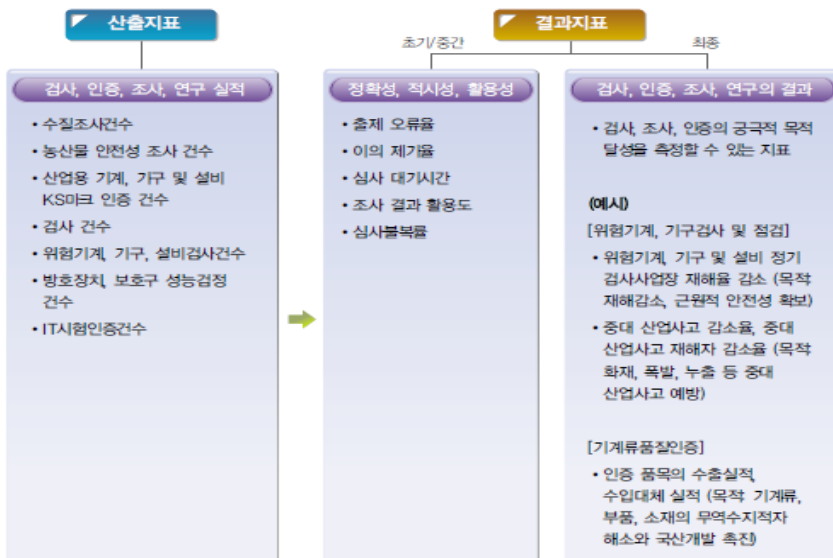 산출지표
결과지표
초기/중간
최종
검사, 인증, 조사, 연구 실적
• 수질조사건수
• 농산물 안전성 조사 건수
• 산업용 기계, 기구 및 설비
KS마크 인증 건수
• 검사 건수
• 위험기계, 기구, 설비검사건수
• 방호장치, 보호구 성능검정
건수
• IT시험인증건수
정확성, 적시성, 활용성
• 출제 오류율
• 이의 제기율
• 심사 대기시간
• 조사 결과 활용도
• 심사불복률
검사, 인증, 조사, 연구의 결과
• 검사, 조사, 인증의 궁극적 목적
달성을 측정할 수 있는 지표
(예시)
[위험기계, 기구검사 및 점검]
• 위험기계, 기구 및 설비 정기
검사사업장 재해율 감소 (목적:
재해감소, 근원적 안전성 확보)
• 중대 산업사고 감소율, 중대
산업사고 재해자 감소율 (목적:
화재, 폭발, 누출 등 중대
산업사고 예방)
[기계류품질인증]
• 인증 품목의 수출실적,
수입대체 실적 (목적: 기계류,
부품, 소재의 무역수지적자
해소와 국산개발 촉진)